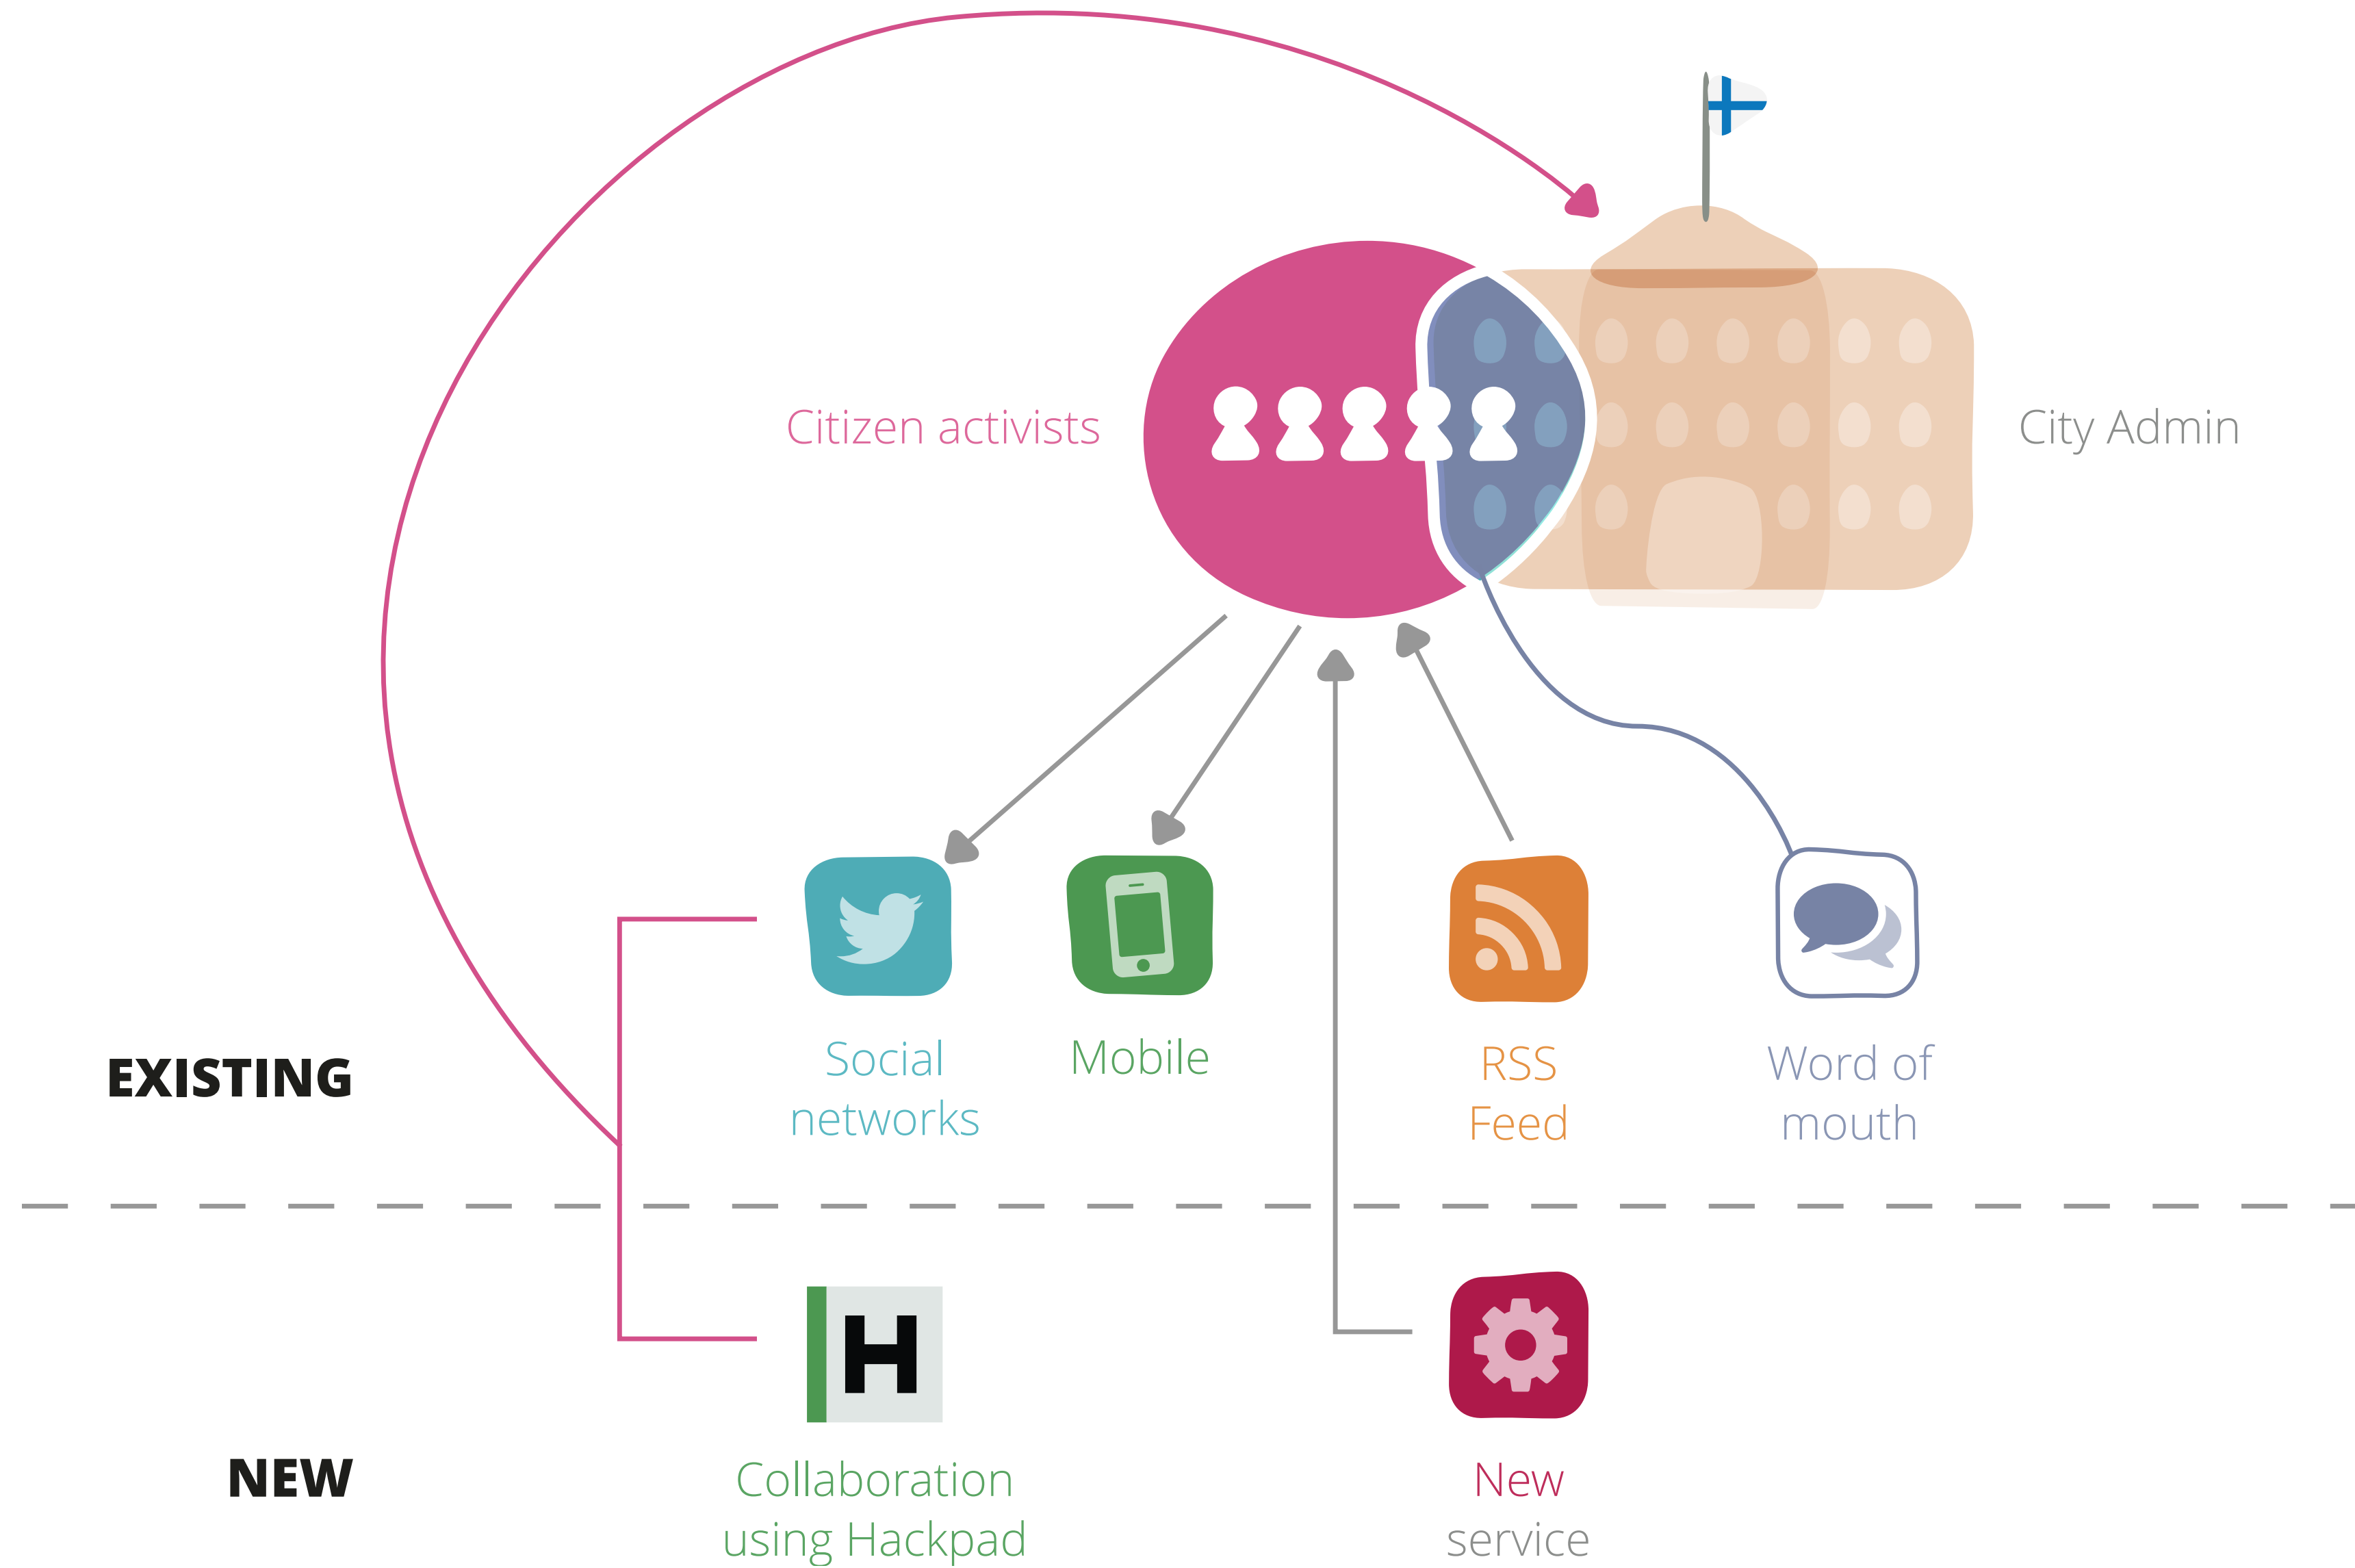 Citizen activists
City Admin
EXISTING
Social
networks
Mobile
RSS
Feed
Word of
mouth
NEW
H
Collaboration
using Hackpad
New
service